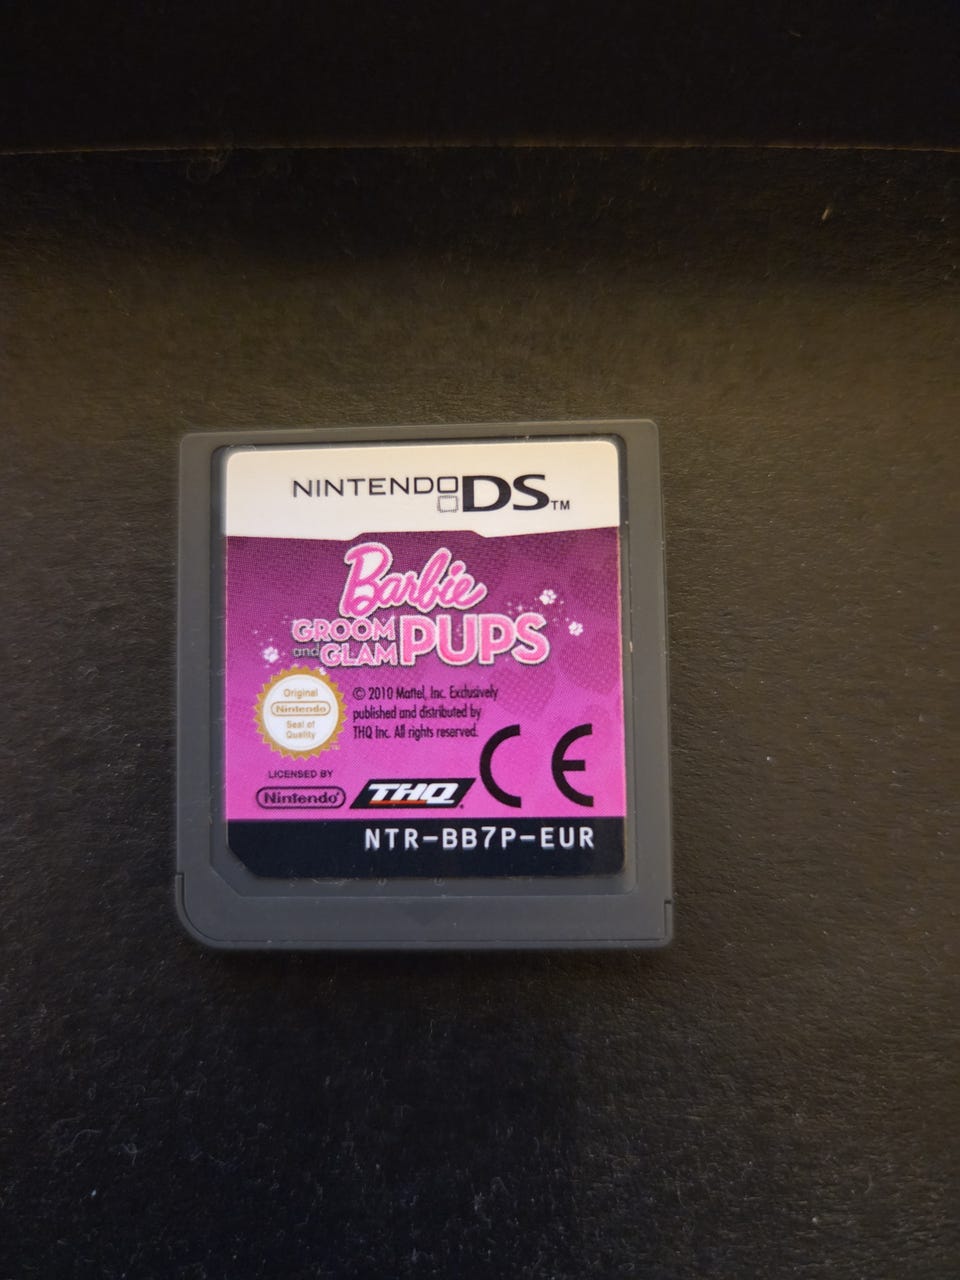 NINTENDO DS™
Barbie
GROOM
and GLAM PUPS
Original
Nintendo
Seal of
Quality
TM
© 2010 Mattel, Inc. Exclusively
published and distributed by
THQ Inc. All rights reserved.
CE
LICENSED BY
Nintendo®
THQ®
NTR-BB7P-EUR